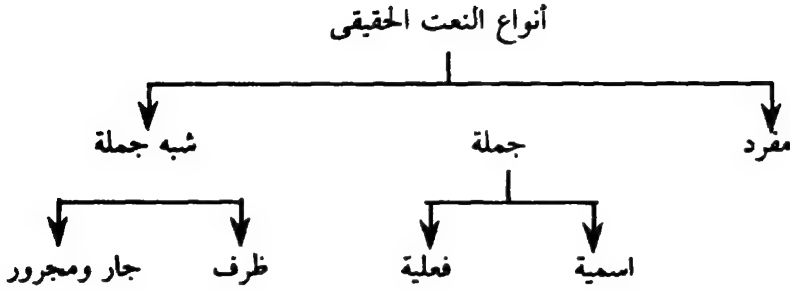 أنواع النعت الحقيقى
مفرد جملة شبه جملة
اسمية فعلية ظرف جار ومجرور